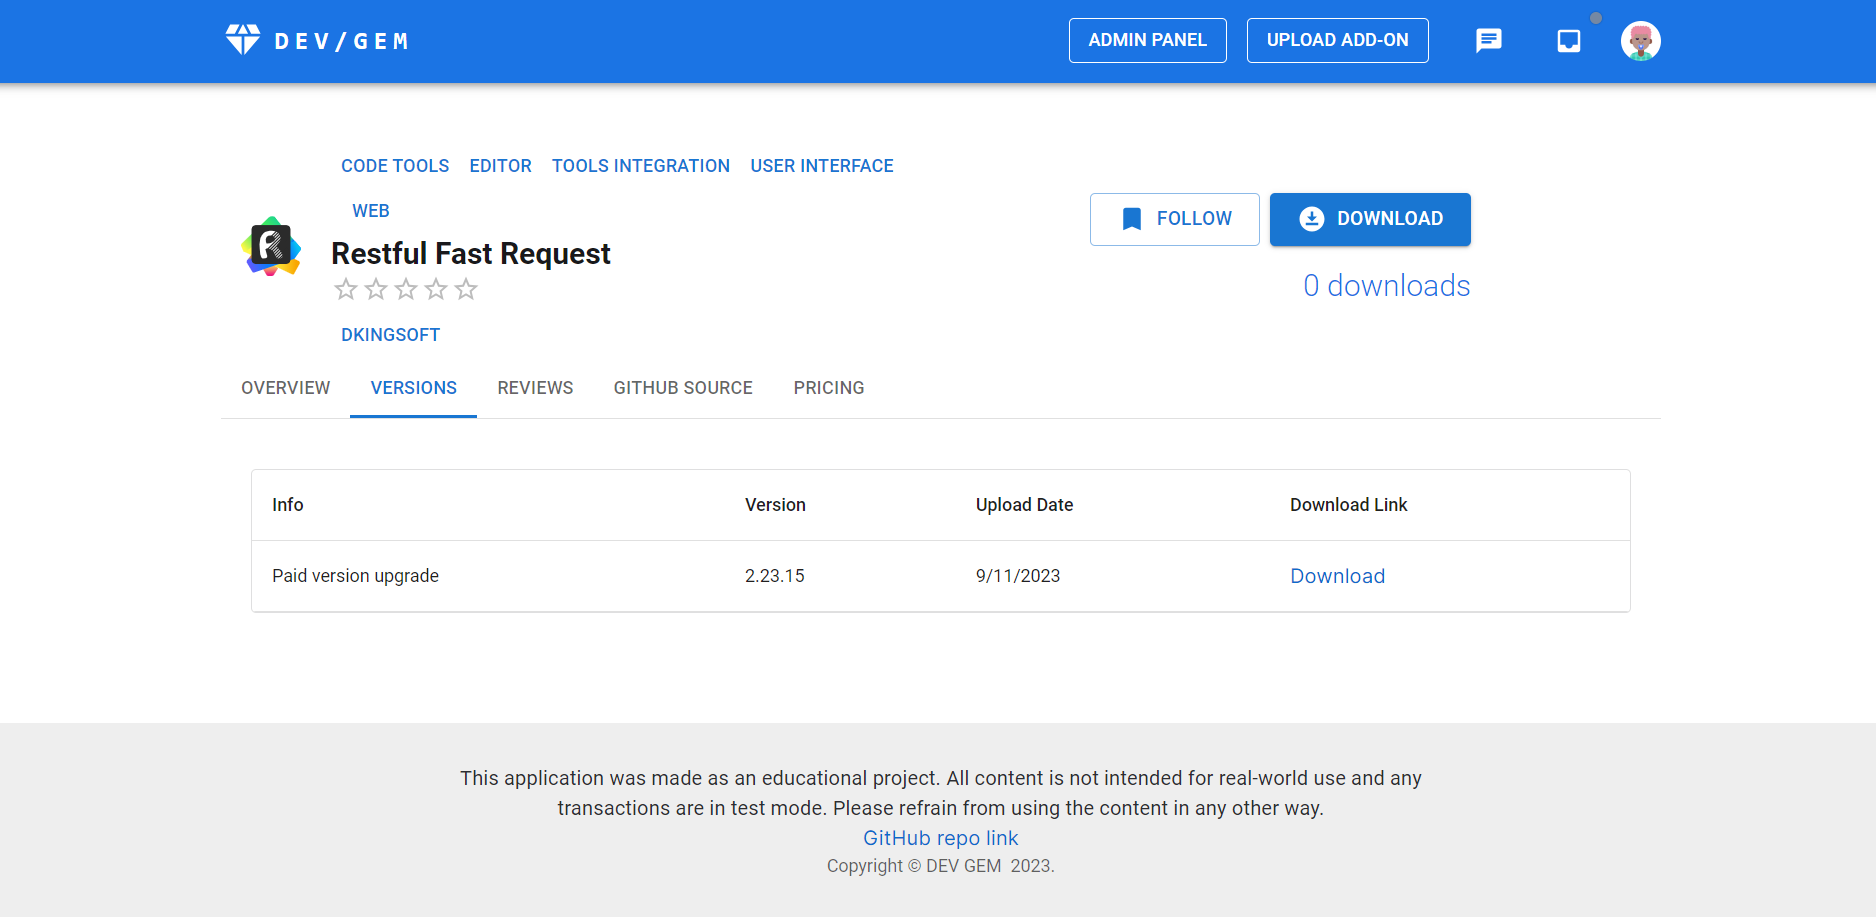 DEV/GEM ADMIN PANEL UPLOAD ADD-ON
CODE TOOLS EDITOR TOOLS INTEGRATION USER INTERFACE
WEB
Restful Fast Request
FOLLOW DOWNLOAD
0 downloads
DKINGSOFT
OVERVIEW VERSIONS REVIEWS GITHUB SOURCE PRICING
Info Version Upload Date Download Link
Paid version upgrade 2.23.15 9/11/2023 Download
This application was made as an educational project. All content is not intended for real-world use and any
transactions are in test mode. Please refrain from using the content in any other way.
GitHub repo link
Copyright © DEV GEM 2023.